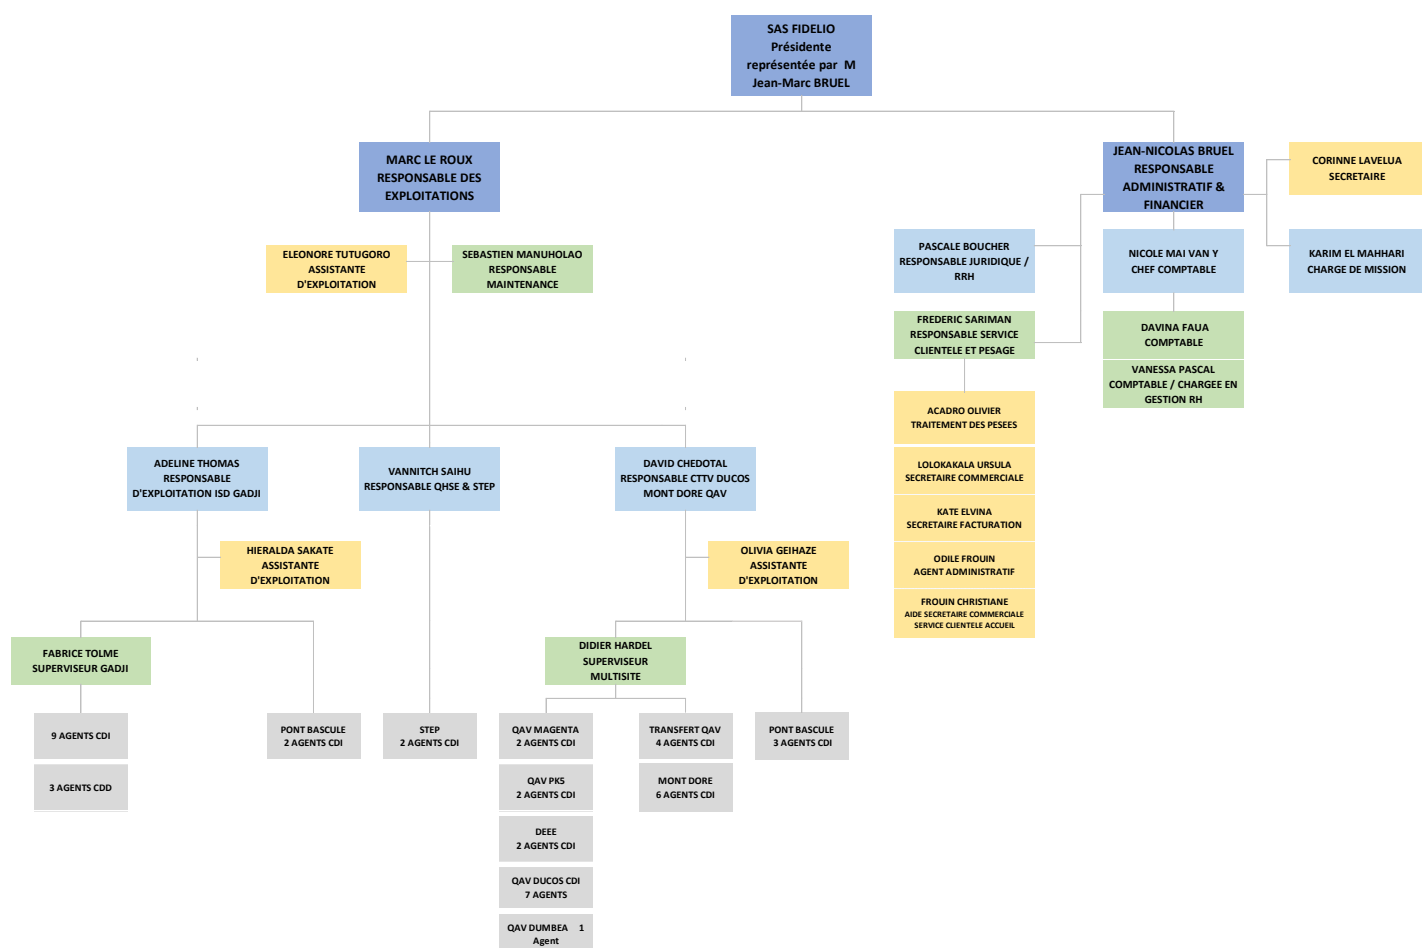 SAS FIDELIO
Présidente
représentée par M
Jean-Marc BRUEL
MARC LE ROUX
RESPONSABLE DES
EXPLOITATIONS
JEAN-NICOLAS BRUEL
RESPONSABLE
ADMINISTRATIF &
FINANCIER
CORINNE LAVELUA
SECRETAIRE
ELEONORE TUTUGORO
ASSISTANTE
D'EXPLOITATION
SEBASTIEN MANUHOLAO
RESPONSABLE
MAINTENANCE
PASCALE BOUCHER
RESPONSABLE JURIDIQUE /
RRH
NICOLE MAI VAN Y
CHEF COMPTABLE
KARIM EL MAHHARI
CHARGE DE MISSION
FREDERIC SARIMAN
RESPONSABLE SERVICE
CLIENTELE ET PESAGE
DAVINA FAUA
COMPTABLE
VANESSA PASCAL
COMPTABLE / CHARGEE EN
GESTION RH
ACADRO OLIVIER
TRAITEMENT DES PESEES
LOLOKAKALA URSULA
SECRETAIRE COMMERCIALE
KATE ELVINA
SECRETAIRE FACTURATION
ODILE FROUIN
AGENT ADMINISTRATIF
FROUIN CHRISTIANE
AIDE SECRETAIRE COMMERCIALE
SERVICE CLIENTELE ACCUEIL
ADELINE THOMAS
RESPONSABLE
D'EXPLOITATION ISD GADJI
VANNITCH SAIHU
RESPONSABLE QHSE & STEP
DAVID CHEDOTAL
RESPONSABLE CTTV DUCOS
MONT DORE QAV
HIERALDA SAKATE
ASSISTANTE
D'EXPLOITATION
OLIVIA GEIHAZE
ASSISTANTE
D'EXPLOITATION
FABRICE TOLME
SUPERVISEUR GADJI
DIDIER HARDEL
SUPERVISEUR
MULTISITE
9 AGENTS CDI
3 AGENTS CDD
PONT BASCULE
2 AGENTS CDI
STEP
2 AGENTS CDI
QAV MAGENTA
2 AGENTS CDI
QAV PK5
2 AGENTS CDI
DEEE
2 AGENTS CDI
QAV DUCOS CDI
7 AGENTS
QAV DUMBEA 1
Agent
TRANSFERT QAV
4 AGENTS CDI
MONT DORE
6 AGENTS CDI
PONT BASCULE
3 AGENTS CDI